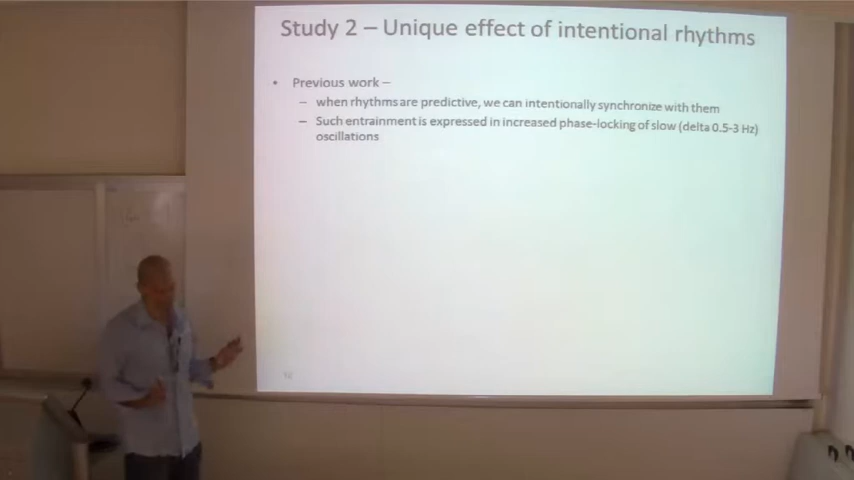 Study 2 – Unique effect of intentional rhythms
• Previous work –
– when rhythms are predictive, we can intentionally synchronize with them
– Such entrainment is expressed in increased phase-locking of slow (delta 0.5-3 Hz)
oscillations